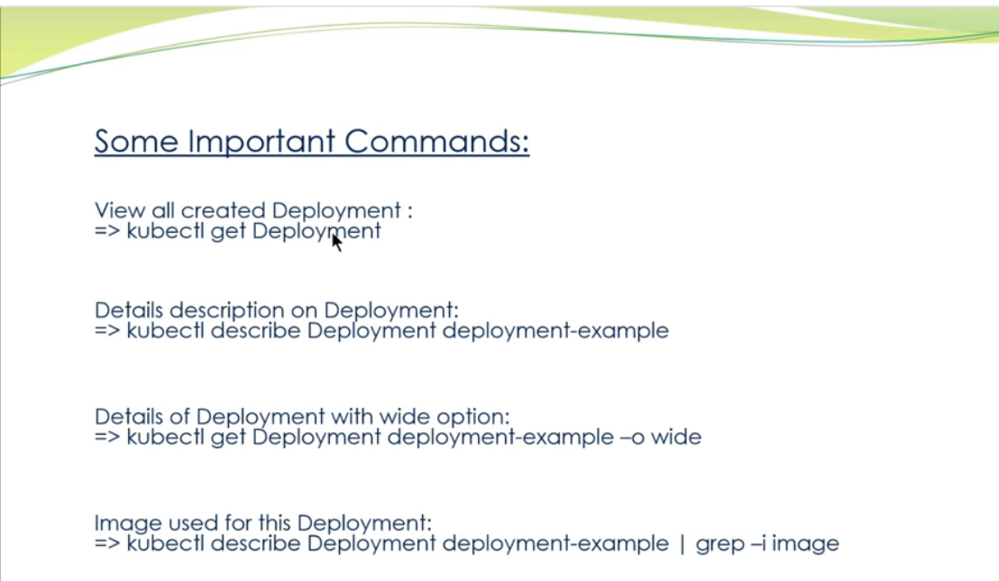 Some Important Commands:
View all created Deployment :
=> kubectl get Deployment
Details description on Deployment:
=> kubectl describe Deployment deployment-example
Details of Deployment with wide option:
=> kubectl get Deployment deployment-example –o wide
Image used for this Deployment:
=> kubectl describe Deployment deployment-example | grep –i image